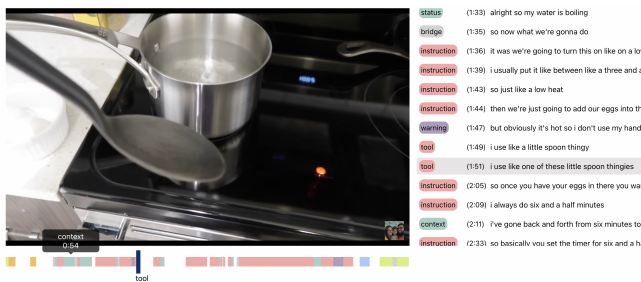 status (1:33) alright so my water is boiling
bridge (1:35) so now what we're gonna do
instruction (1:36) it was we're going to turn this on like on a
instruction (1:39) i usually put it like between like a three and
instruction (1:43) so just like a low heat
instruction (1:44) then we're just going to add our eggs into
warning (1:47) but obviously it's hot so i don't use my hand
tool (1:49) i use like a little spoon thingy
tool (1:51) i use like one of these little spoon thingies
instruction (2:05) so once you have your eggs in there you
instruction (2:09) i always do six and a half minutes
context (2:11) i've gone back and forth from six minutes to
instruction (2:33) so basically you set the timer for six and a
context
0:54
tool